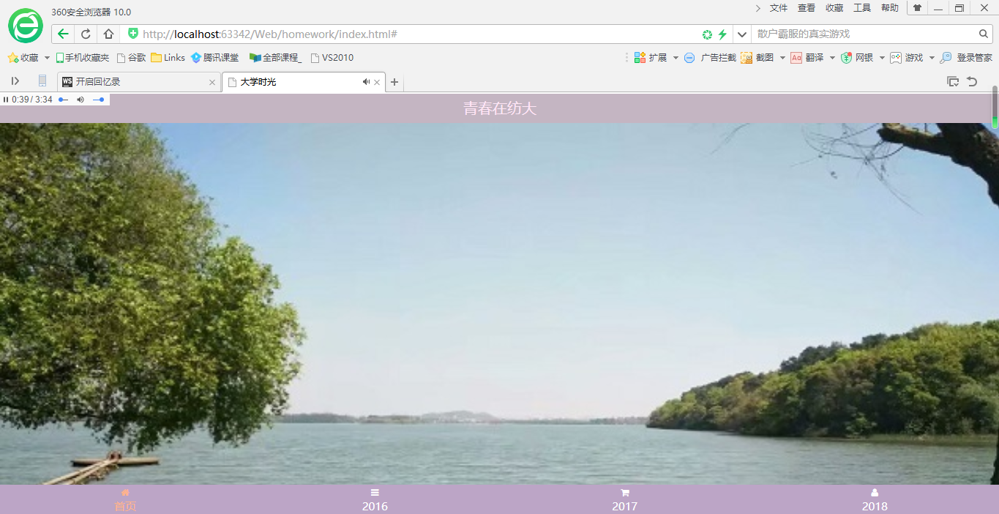 360安全浏览器 10.0
文件 查看 收藏 工具 帮助
http://localhost:63342/Web/homework/index.html#
散户霸服的真实游戏
收藏 手机收藏夹 谷歌 Links 腾讯课堂 全部课程_ VS2010
扩展 广告拦截 截图 Aa 翻译 网银 游戏 登录管家
WS 开启回忆录
大学时光
0:39 / 3:34
青春在纺大
首页 2016 2017 2018